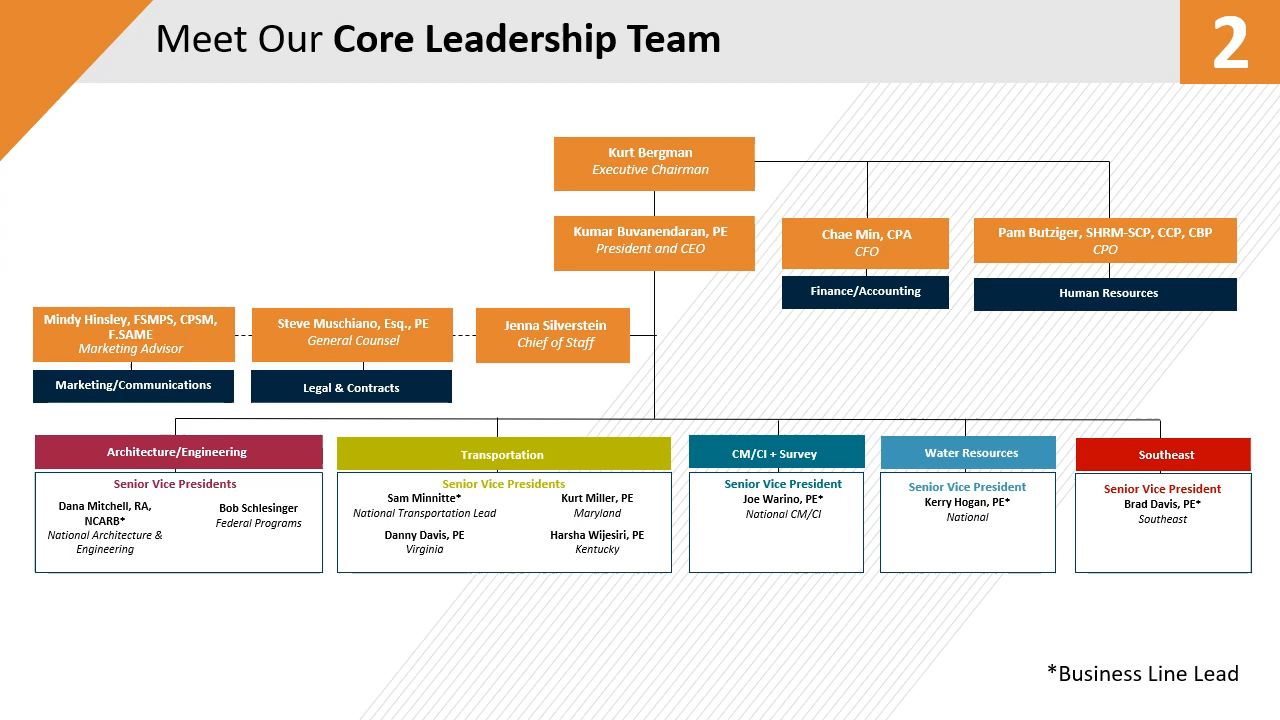 Meet Our Core Leadership Team
2
Kurt Bergman
Executive Chairman
Kumar Buvanendaran, PE
President and CEO
Chae Min, CPA
CFO
Finance/Accounting
Pam Butziger, SHRM-SCP, CCP, CBP
CPO
Human Resources
Mindy Hinsley, FSMPS, CPSM,
F.SAME
Marketing Advisor
Marketing/Communications
Steve Muschiano, Esq., PE
General Counsel
Legal & Contracts
Jenna Silverstein
Chief of Staff
Architecture/Engineering
Senior Vice Presidents
Dana Mitchell, RA,
NCARB*
National Architecture &
Engineering
Bob Schlesinger
Federal Programs
Transportation
Senior Vice Presidents
Sam Minnitte*
National Transportation Lead
Kurt Miller, PE
Maryland
Danny Davis, PE
Virginia
Harsha Wijesiri, PE
Kentucky
CM/CI + Survey
Senior Vice President
Joe Warino, PE*
National CM/CI
Water Resources
Senior Vice President
Kerry Hogan, PE*
National
Southeast
Senior Vice President
Brad Davis, PE*
Southeast
*Business Line Lead